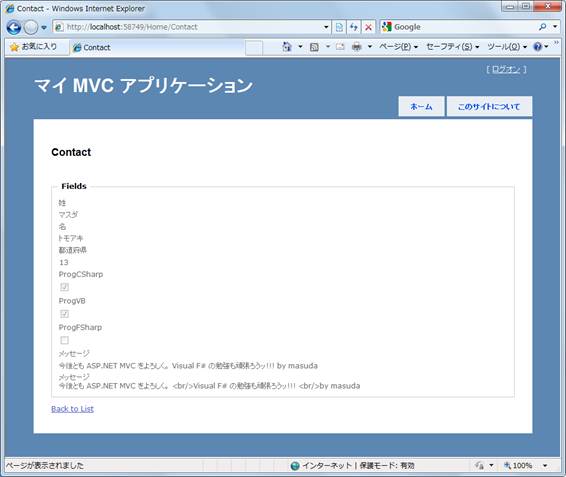 Contact - Windows Internet Explorer
http://localhost:58749/Home/Contact
Google
お気に入り
Contact
ページ(P)
セーフティ(S)
ツール(O)
[ ログオン ]
マイ MVC アプリケーション
ホーム
このサイトについて
Contact
Fields
姓
マスダ
名
トモアキ
都道府県
13
ProgCSharp
ProgVB
ProgFSharp
メッセージ
今後とも ASP.NET MVC をよろしく。 Visual F# の勉強も頑張ろうッ!!! by masuda
メッセージ
今後とも ASP.NET MVC をよろしく。 <br/>Visual F# の勉強も頑張ろうッ!!! <br/>by masuda
Back to List
ページが表示されました
インターネット | 保護モード: 有効
100%